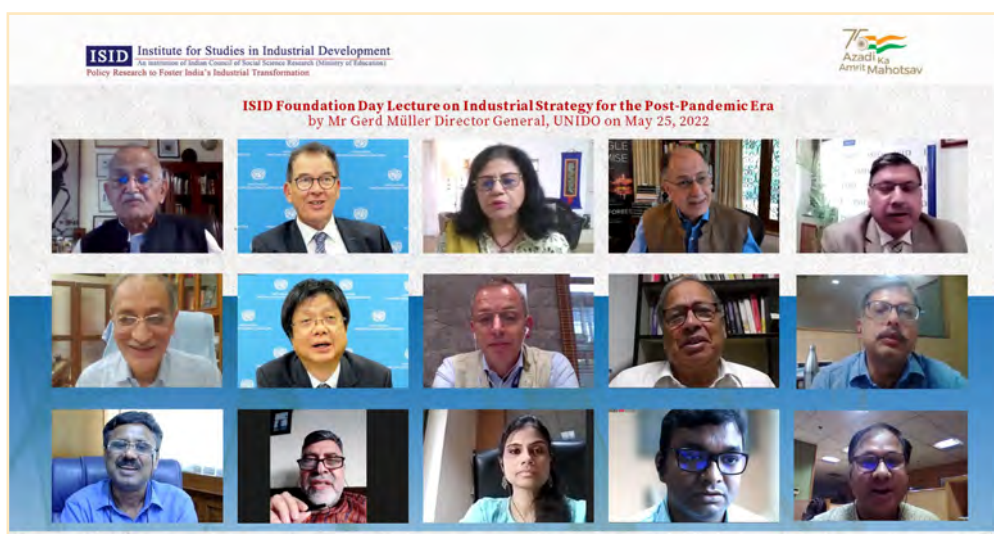 ISID Institute for Studies in Industrial Development
An institution of Indian Council of Social Science Research (Ministry of Education)
Policy Research to Foster India's Industrial Transformation
75
Azadi Ka
Amrit Mahotsav
ISID Foundation Day Lecture on Industrial Strategy for the Post-Pandemic Era
by Mr Gerd Müller Director General, UNIDO on May 25, 2022